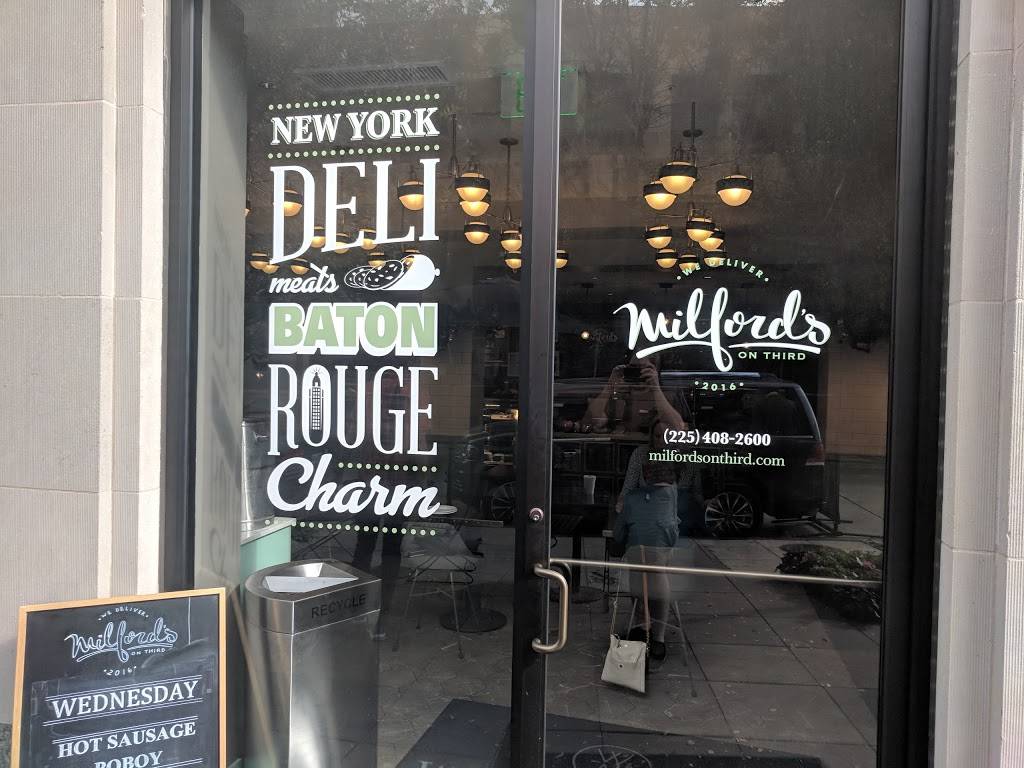 NEW YORK
DELI
meats
BATON
ROUGE
Charm
WE DELIVER
Milford's
ON THIRD
2016
(225) 408-2600
milfordsonthird.com
RECYCLE
WE DELIVER
Milford's
ON THIRD
2016
WEDNESDAY
HOT SAUSAGE
POBOY